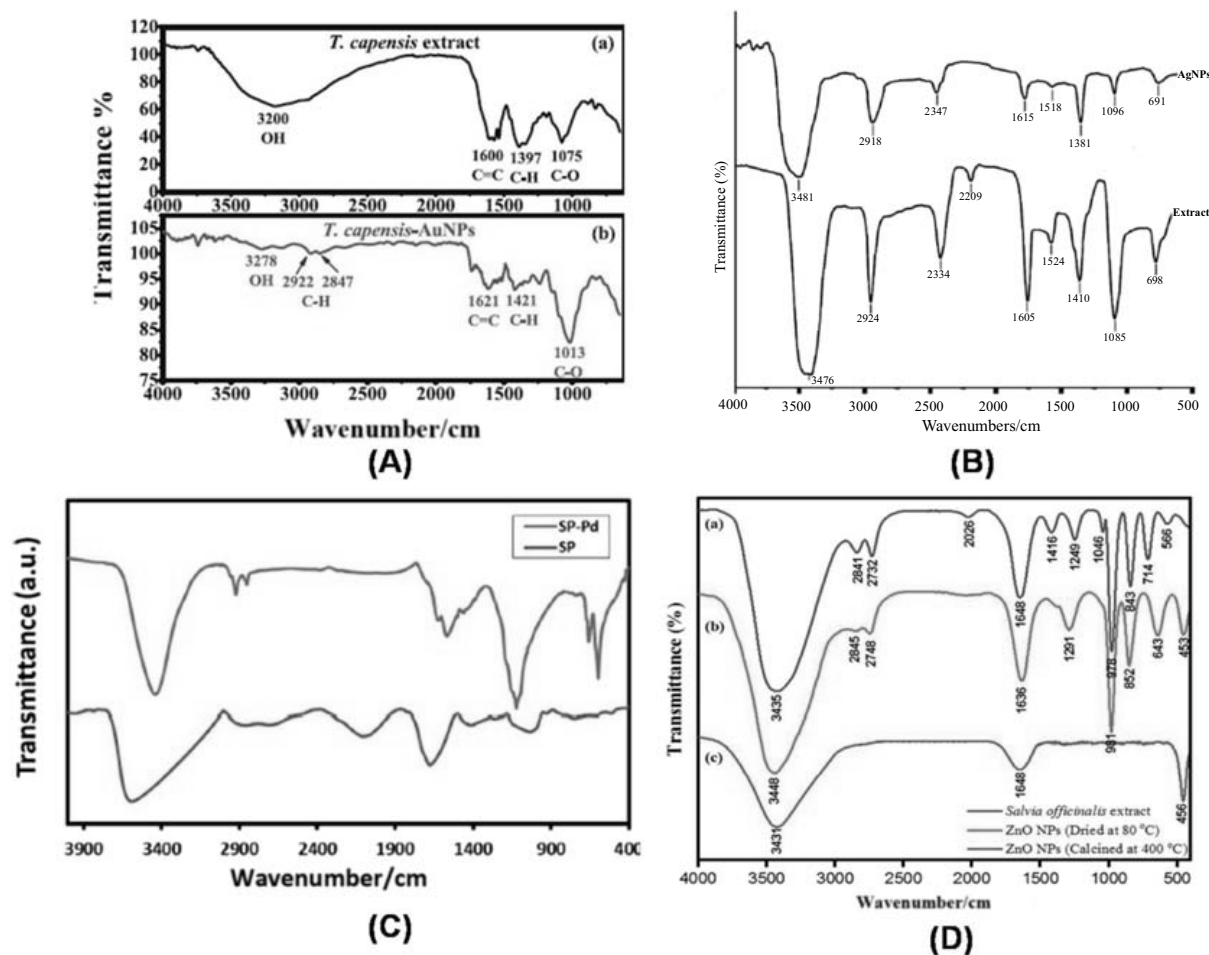 120
100
80
60
40
20
0
T. capensis extract
(a)
3200
OH
1600
C=C
1397
C-H
1075
C-O
4000 3500 3000 2500 2000 1500 1000
105
100
95
90
85
80
75
T. capensis-AuNPs
(b)
3278
OH
2922 2847
C-H
1621
C=C
1421
C-H
1013
C-O
4000 3500 3000 2500 2000 1500 1000
Transmittance %
Wavenumber/cm
(A)
AgNPs
3481
2918
2347
1615
1518
1381
1096
691
Extract
3476
2924
2334
2209
1605
1524
1410
1085
698
Transmittance (%)
4000 3500 3000 2500 2000 1500 1000 500
Wavenumbers/cm
(B)
SP-Pd
SP
Transmittance (a.u.)
3900 3400 2900 2400 1900 1400 900 400
Wavenumber/cm
(C)
(a)
3435
2841
2732
2026
1648
1416
1249
1046
978
843
714
566
(b)
3448
2845
2748
1636
1291
981
852
643
453
(c)
3431
1648
456
Salvia officinalis extract
ZnO NPs (Dried at 80 °C)
ZnO NPs (Calcined at 400 °C)
Transmittance (%)
4000 3500 3000 2500 2000 1500 1000 500
Wavenumber/cm
(D)